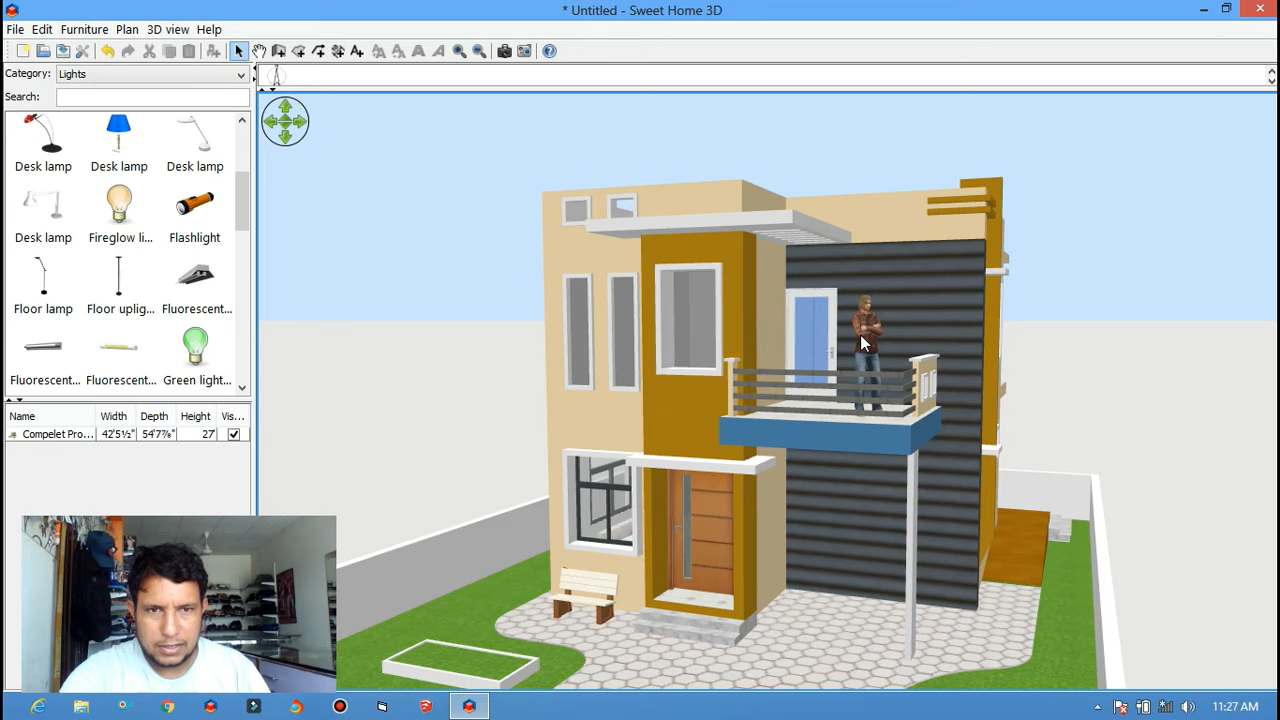 * Untitled - Sweet Home 3D
File Edit Furniture Plan 3D view Help
Category: Lights
Search:
Desk lamp Desk lamp Desk lamp
Desk lamp Fireglow li... Flashlight
Floor lamp Floor uplig... Fluorescent...
Fluorescent... Fluorescent... Green light...
Name Width Depth Height Vis...
Compelet Pro... 42'5½" 54'7⅞" 27'
11:27 AM